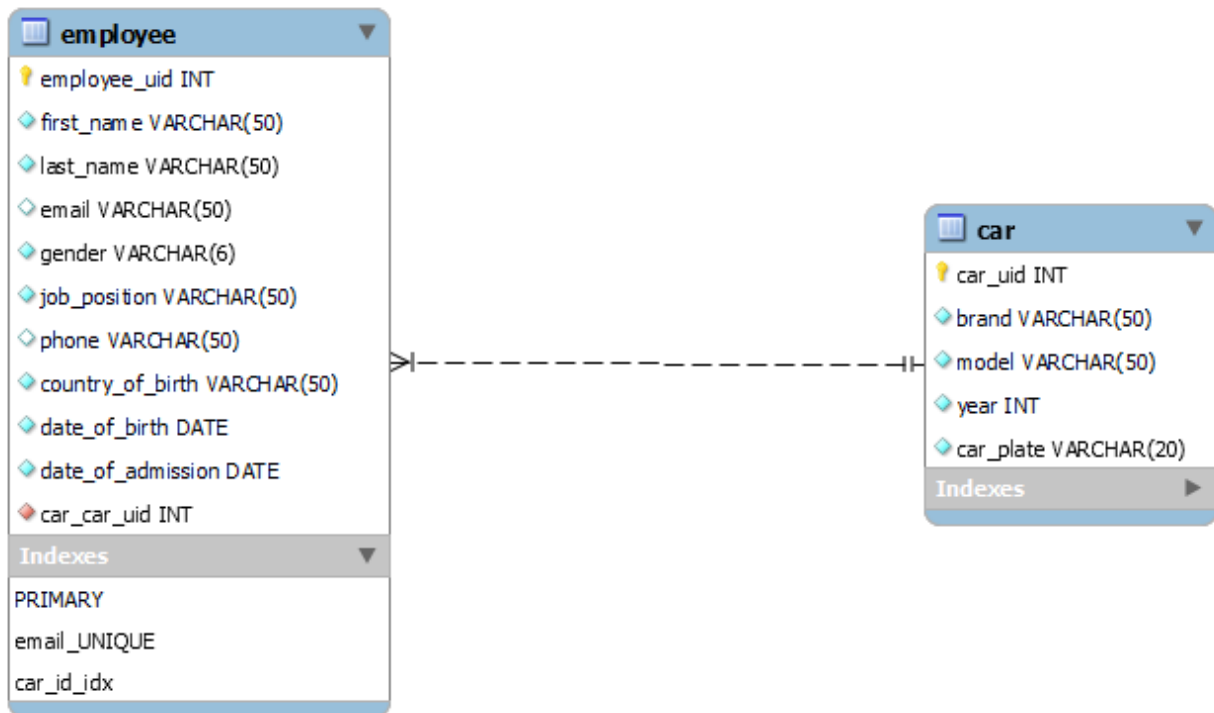 employee
employee_uid INT
first_name VARCHAR(50)
last_name VARCHAR(50)
email VARCHAR(50)
gender VARCHAR(6)
job_position VARCHAR(50)
phone VARCHAR(50)
country_of_birth VARCHAR(50)
date_of_birth DATE
date_of_admission DATE
car_car_uid INT
Indexes
PRIMARY
email_UNIQUE
car_id_idx
car
car_uid INT
brand VARCHAR(50)
model VARCHAR(50)
year INT
car_plate VARCHAR(20)
Indexes